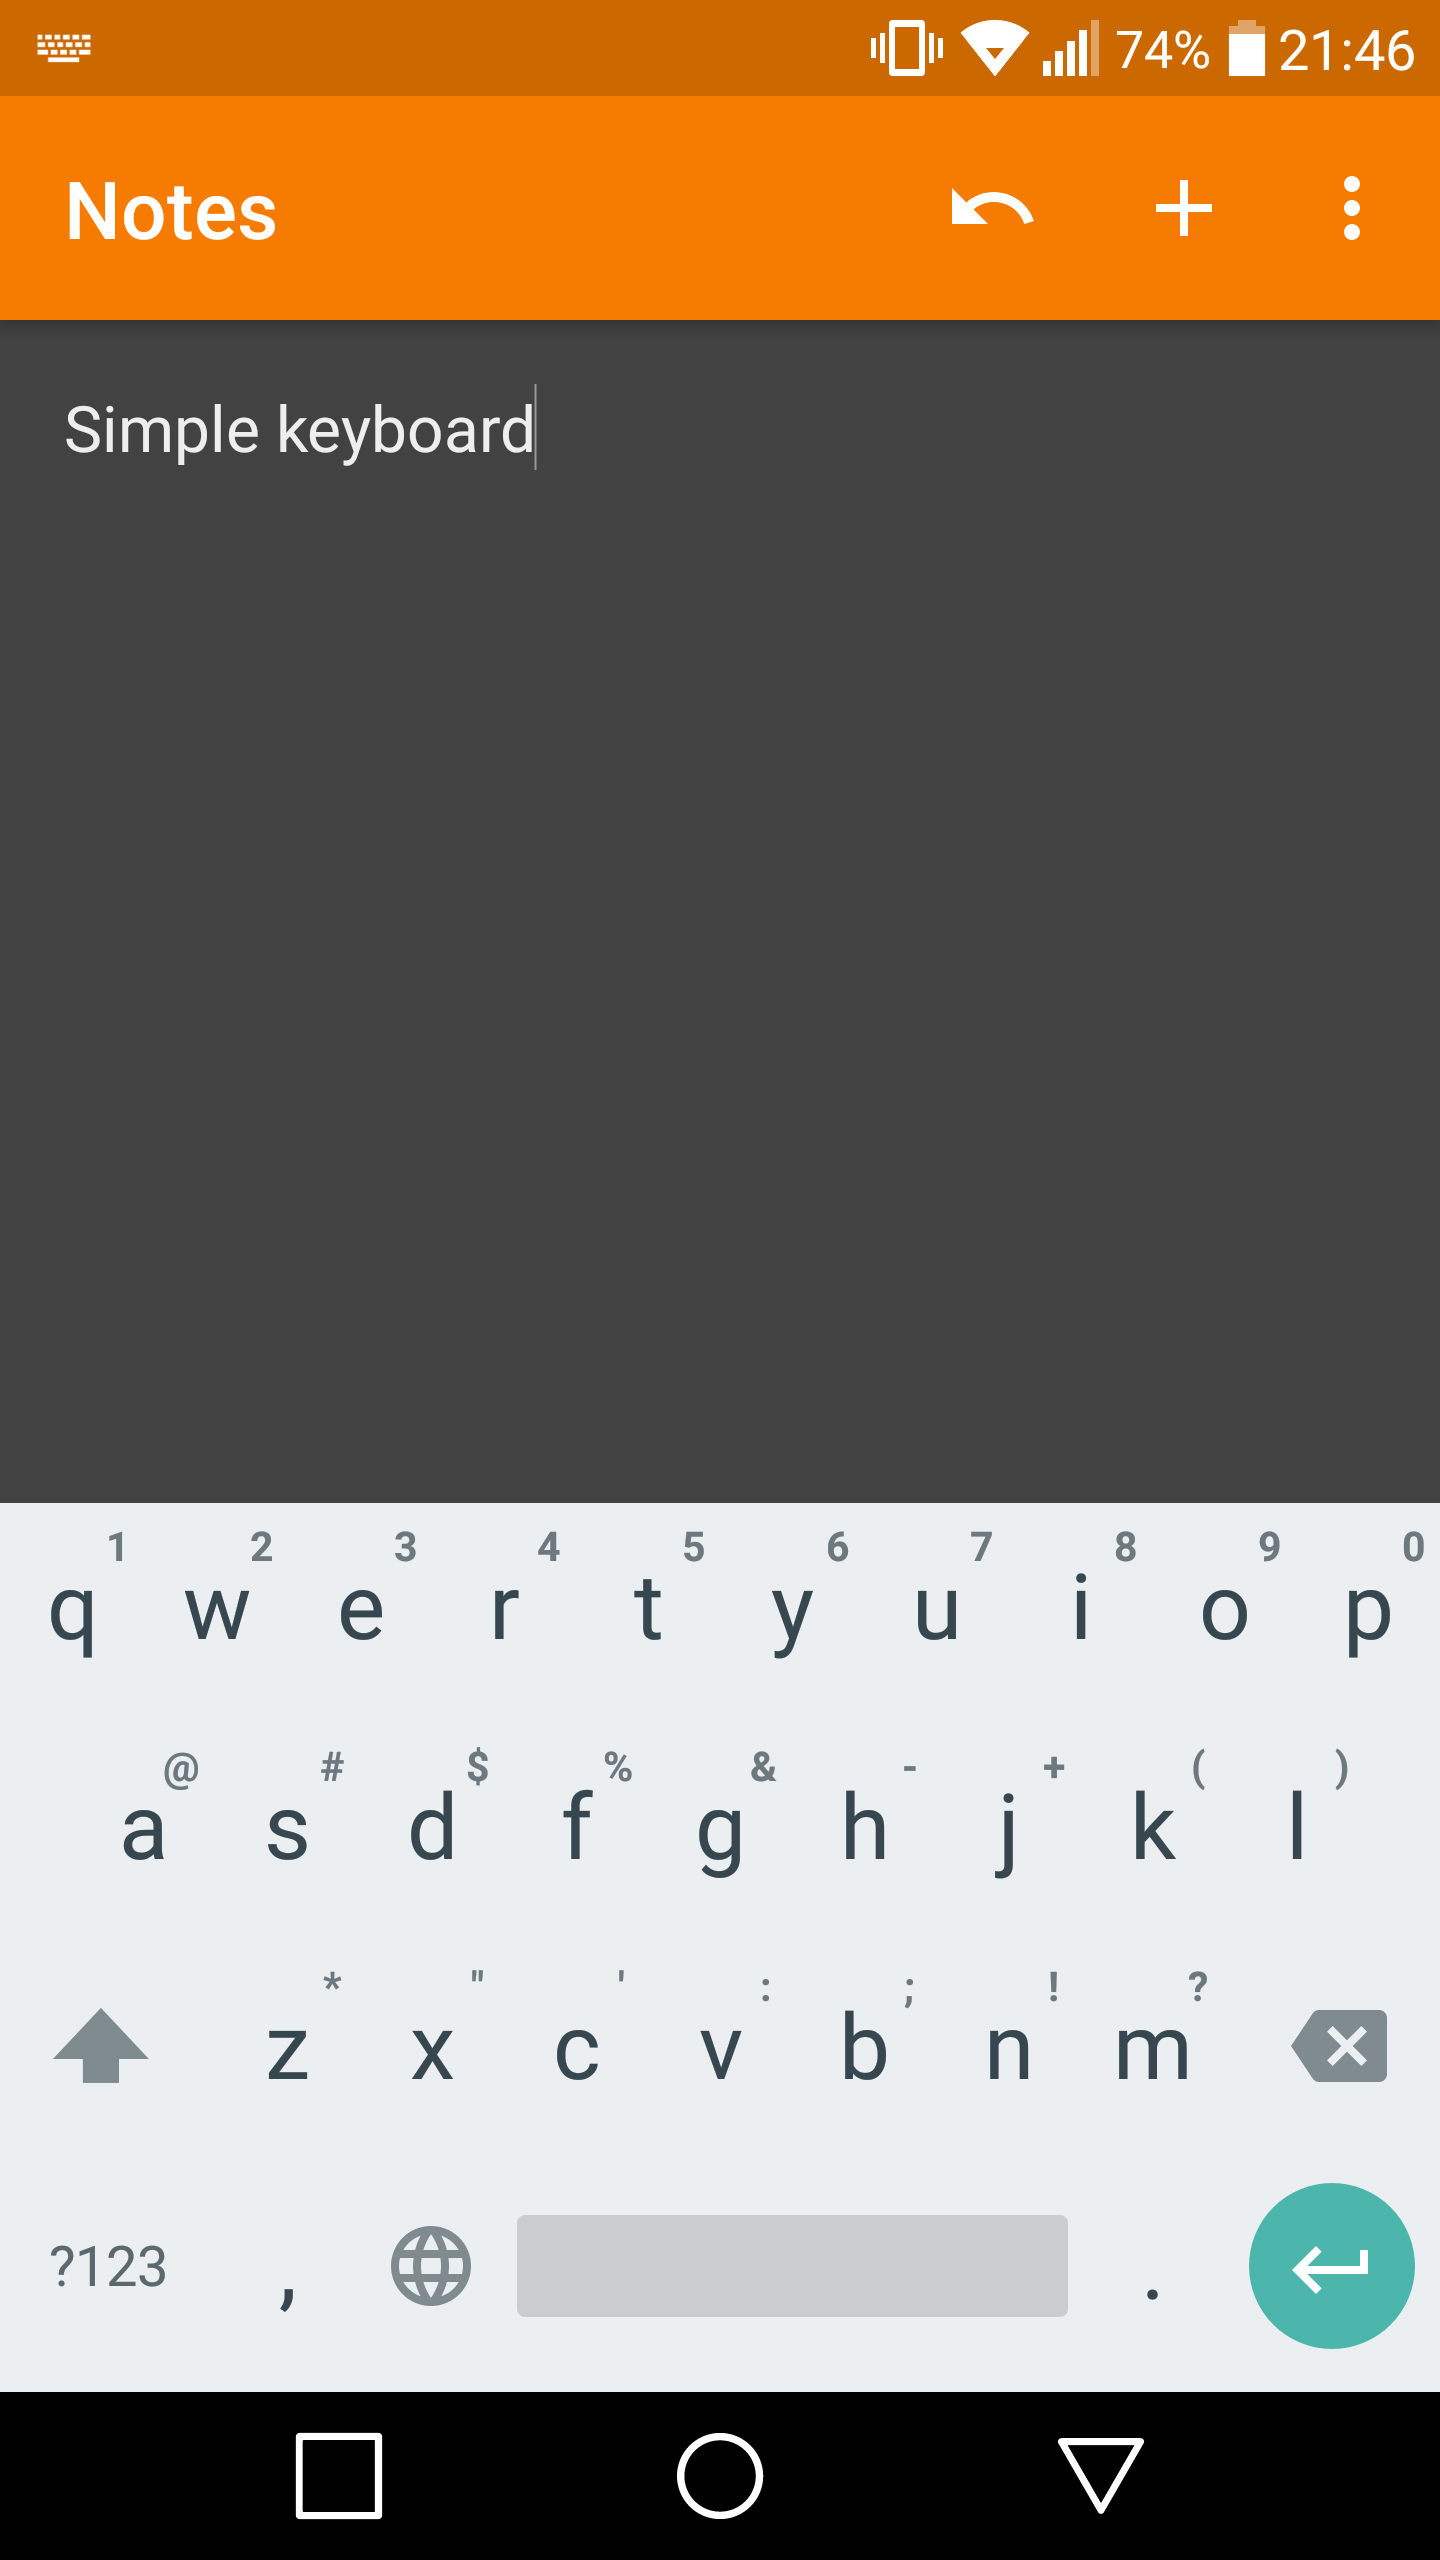 74% 21:46
Notes
Simple keyboard
1 2 3 4 5 6 7 8 9 0
q w e r t y u i o p
@ # $ % & - + ( )
a s d f g h j k l
* " ' : ; ! ?
z x c v b n m
?123 , .